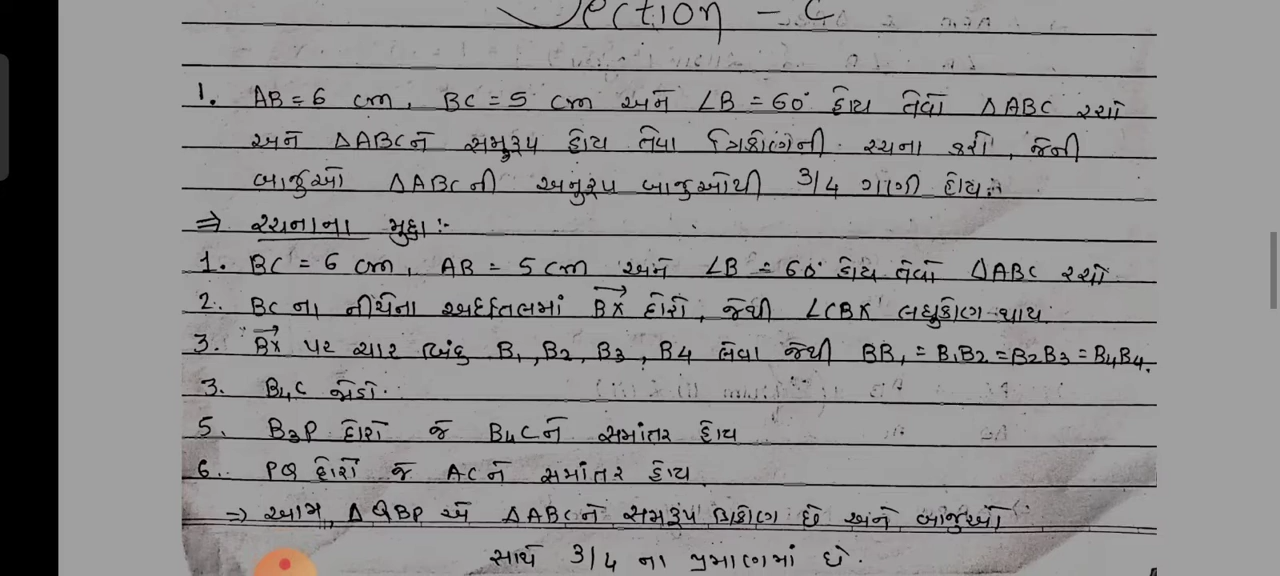 Section - C
1. AB = 6 cm, BC = 5 cm અને ∠B = 60° હોય તેવો ΔABC રચો
અને ΔABCને સમરૂપ હોય તેવા ત્રિકોણની રચના કરો, જેની
બાજુઓ ΔABCની અનુરૂપ બાજુઓથી 3/4 ગાણી હોય.
⇒ રચનાના મુદ્દા :-
1. BC = 6 cm, AB = 5 cm અને ∠B = 60° હોય તેવો ΔABC રચો
2. BC ના નીચેના અર્ધતલમાં B͞X⃗ દોરો, જેથી ∠CBX લઘુકોણ થાય.
3. BX⃗ પર ચાર બિંદુ B1, B2, B3, B4 લેવા જેથી BB1 = B1B2 = B2B3 = B4B4.
3. B4C જોડો.
5. B3P દોરો જે B4Cને સમાંતર હોય
6. PQ દોરો જે ACને સમાંતર હોય
⇒ આમ, ΔQBP એ ΔABCને સમરૂપ ત્રિકોણ છે અને બાજુઓ
સાથે 3/4 ના પ્રમાણમાં છે.